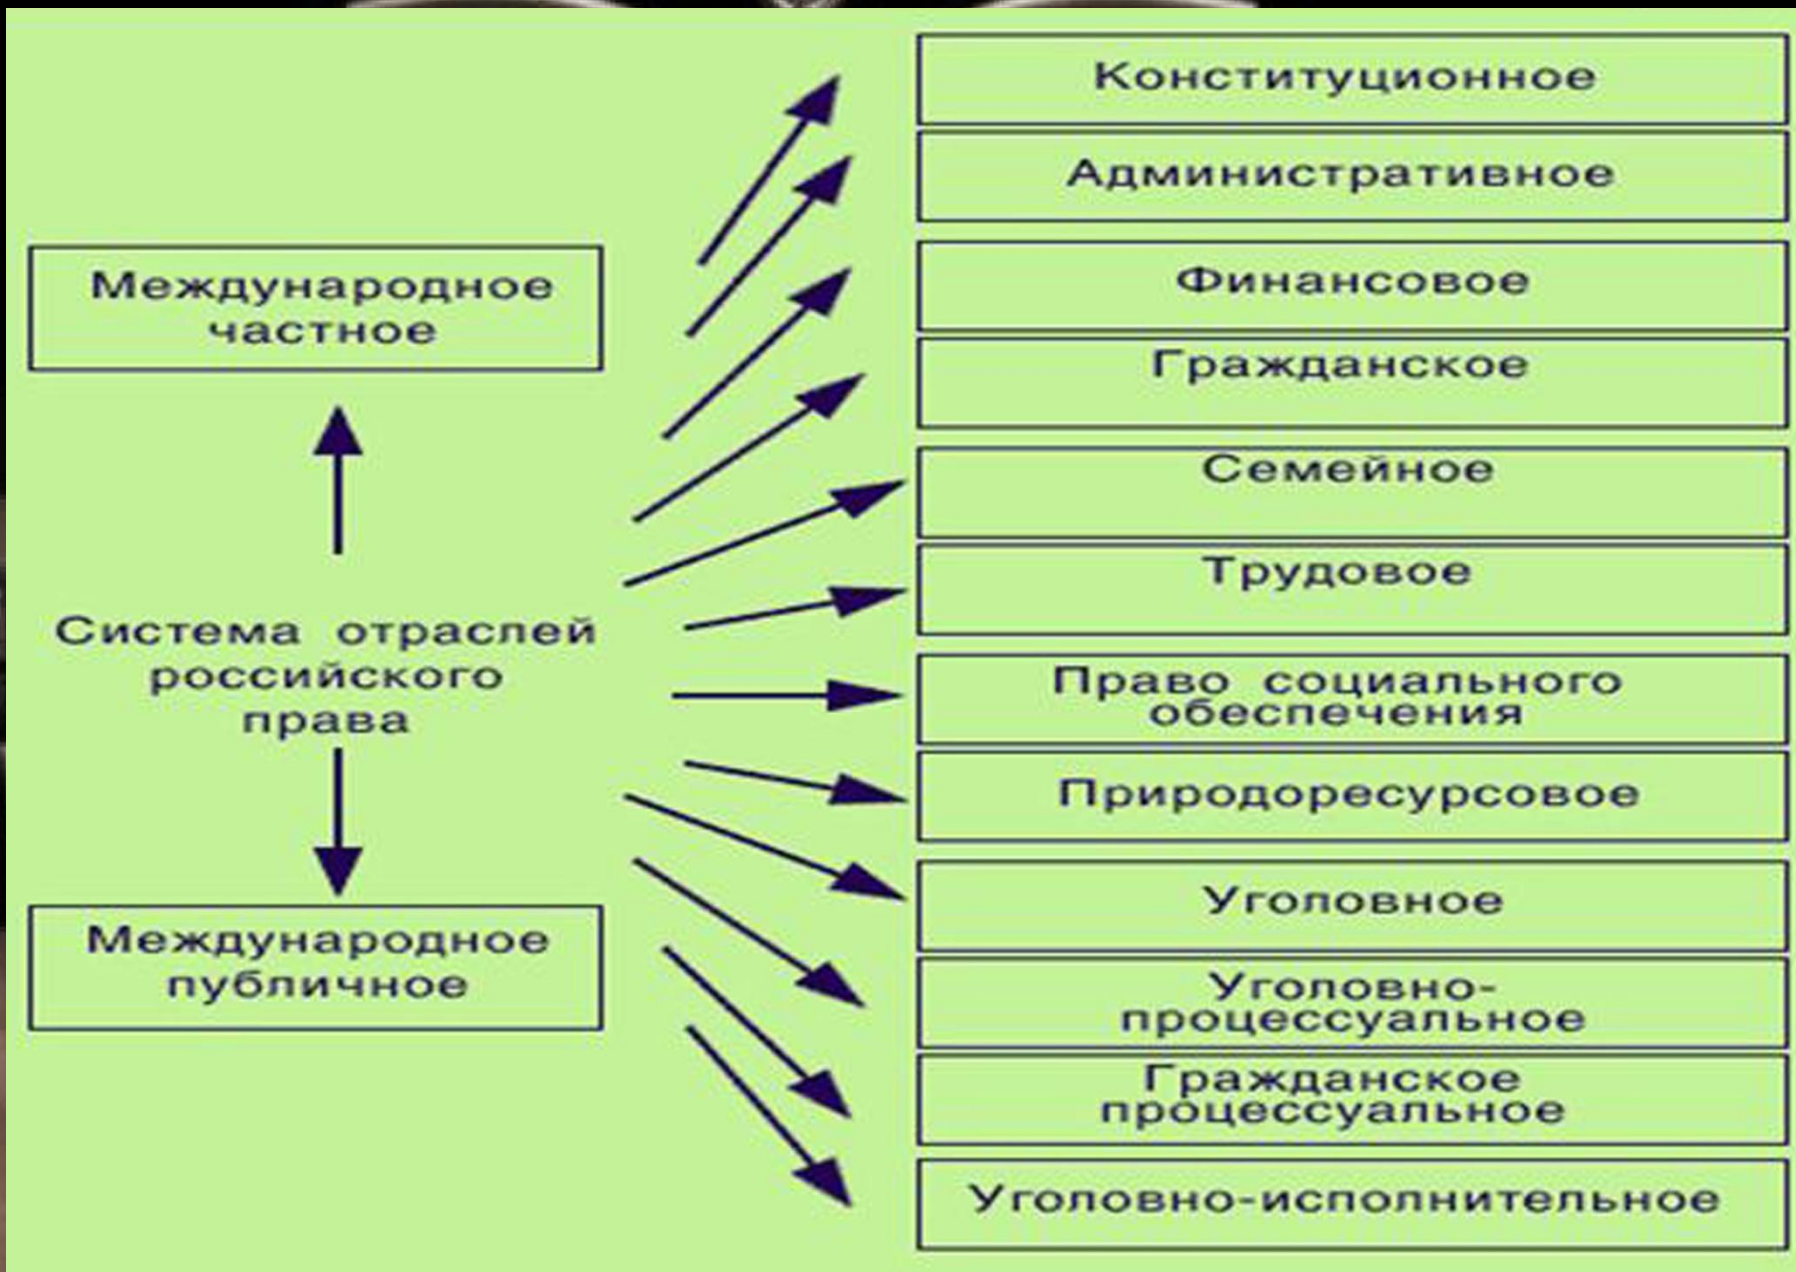 Международное
частное
Система отраслей
российского
права
Международное
публичное
Конституционное
Административное
Финансовое
Гражданское
Семейное
Трудовое
Право социального
обеспечения
Природоресурсовое
Уголовное
Уголовно-
процессуальное
Гражданское
процессуальное
Уголовно-исполнительное